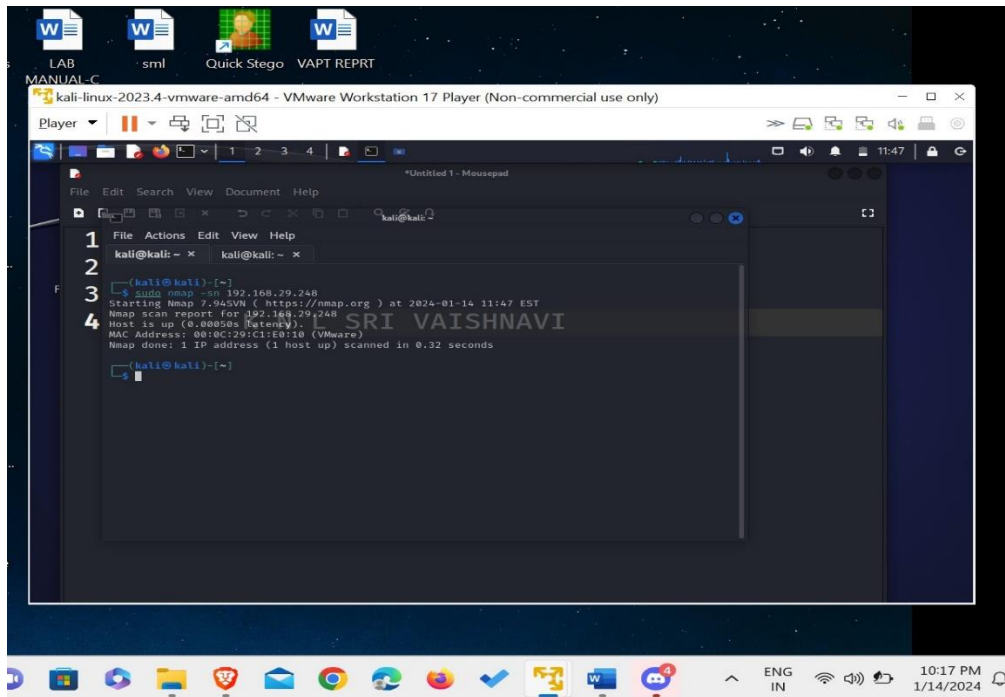 LAB
MANUAL-C
sml
Quick Stego
VAPT REPRT
kali-linux-2023.4-vmware-amd64 - VMware Workstation 17 Player (Non-commercial use only)
Player
1 2 3 4
11:47
*Untitled 1 - Mousepad
File Edit Search View Document Help
kali@kali: ~
File Actions Edit View Help
kali@kali: ~ × kali@kali: ~ ×
1
2
3
4
(kali㉿kali)-[~]
$ sudo nmap -sn 192.168.29.248
Starting Nmap 7.94SVN ( https://nmap.org ) at 2024-01-14 11:47 EST
Nmap scan report for 192.168.29.248
Host is up (0.00050s latency).
MAC Address: 00:0C:29:C1:E0:10 (VMware)
Nmap done: 1 IP address (1 host up) scanned in 0.32 seconds
SRI VAISHNAVI
(kali㉿kali)-[~]
$
4
ENG
IN
10:17 PM
1/14/2024